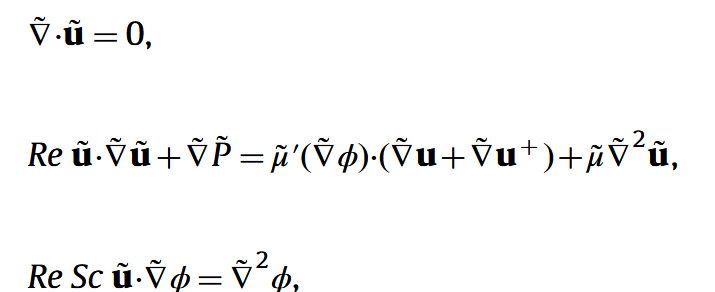 ∇̃·ũ = 0,
Re ũ·∇̃ũ + ∇̃P̃ = μ̃′(∇̃ϕ)·(∇̃u + ∇̃u⁺) + μ̃∇̃²ũ,
Re Sc ũ·∇̃ϕ = ∇̃²ϕ,